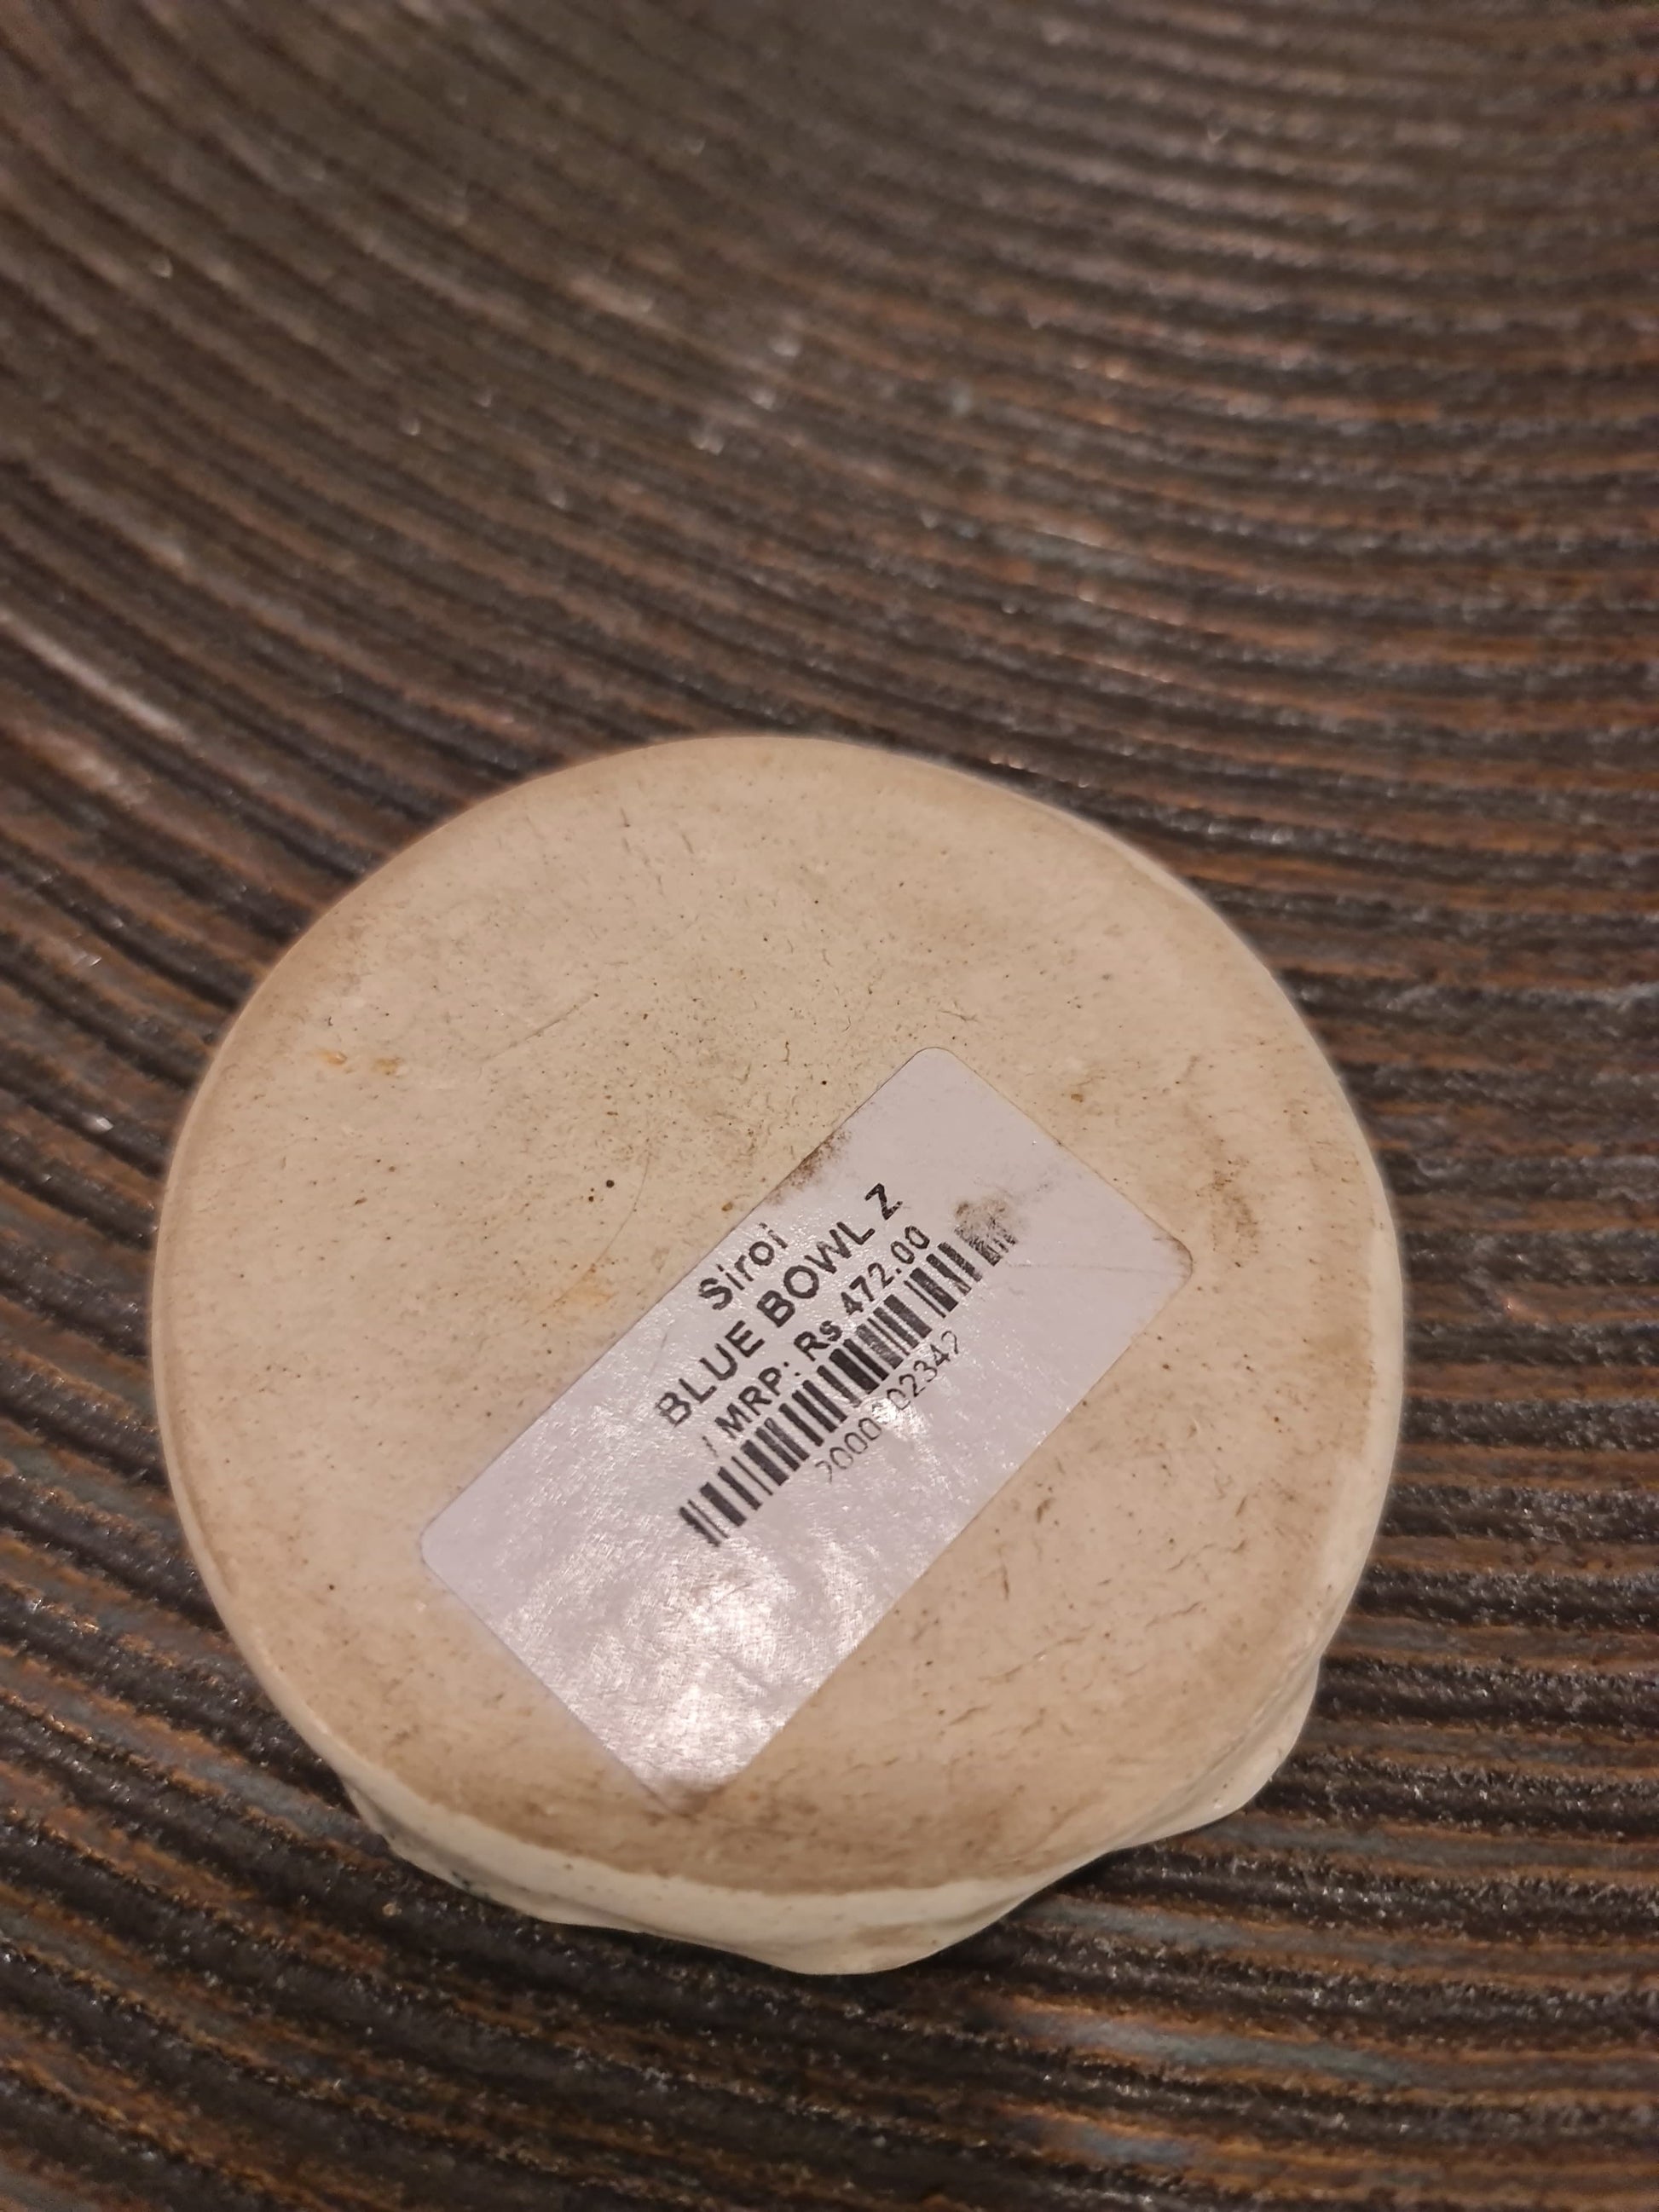 Siroi
BLUE BOWL Z
/ MRP: Rs 472.00